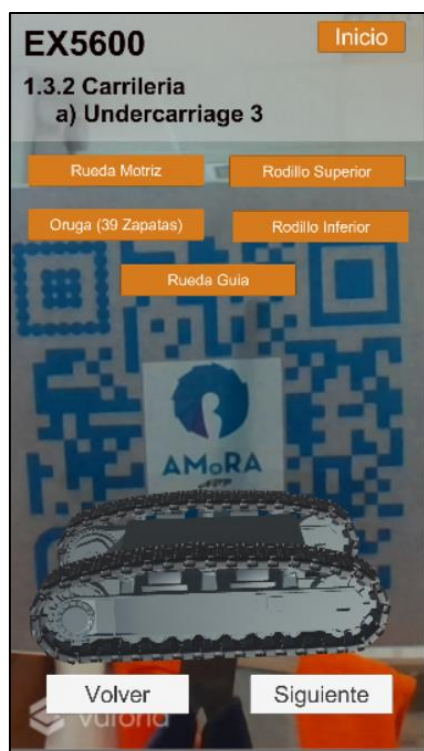 EX5600
Inicio
1.3.2 Carrileria
a) Undercarriage 3
Rueda Motriz
Rodillo Superior
Oruga (39 Zapatas)
Rodillo Inferior
Rueda Guia
AMoRA
APP
Volver
Siguiente
vuforia